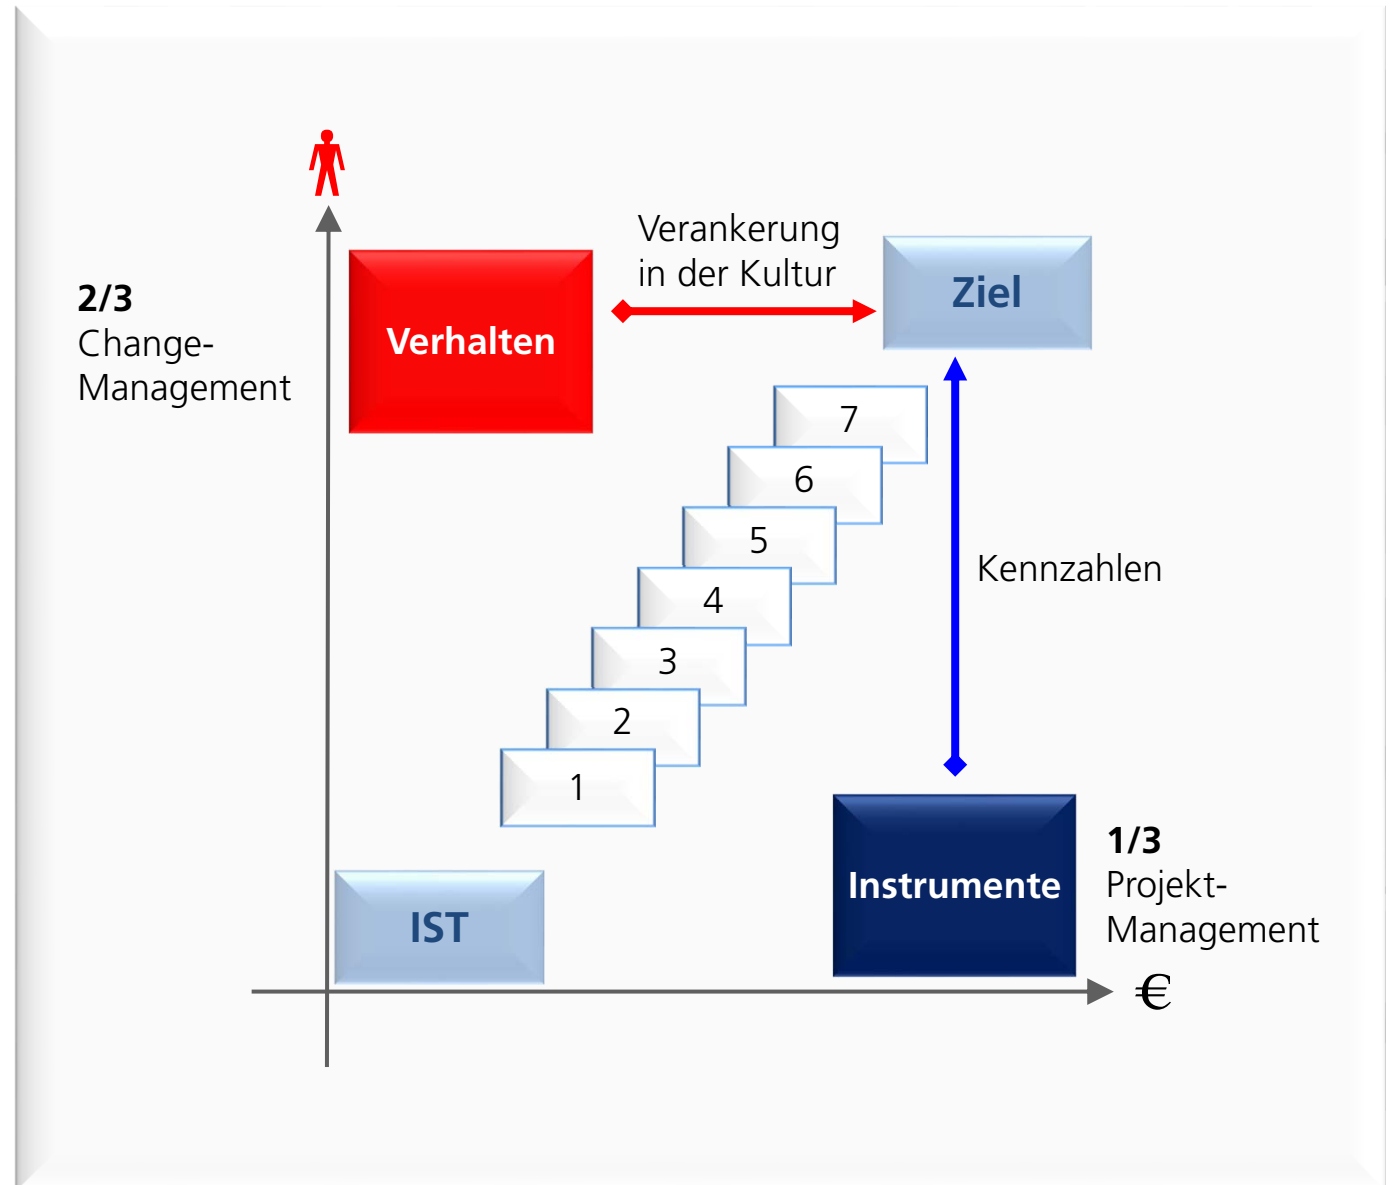 Verankerung
in der Kultur
Ziel
2/3
Change-
Management
Verhalten
7
6
5
4
3
2
1
Kennzahlen
Instrumente
1/3
Projekt-
Management
IST
€